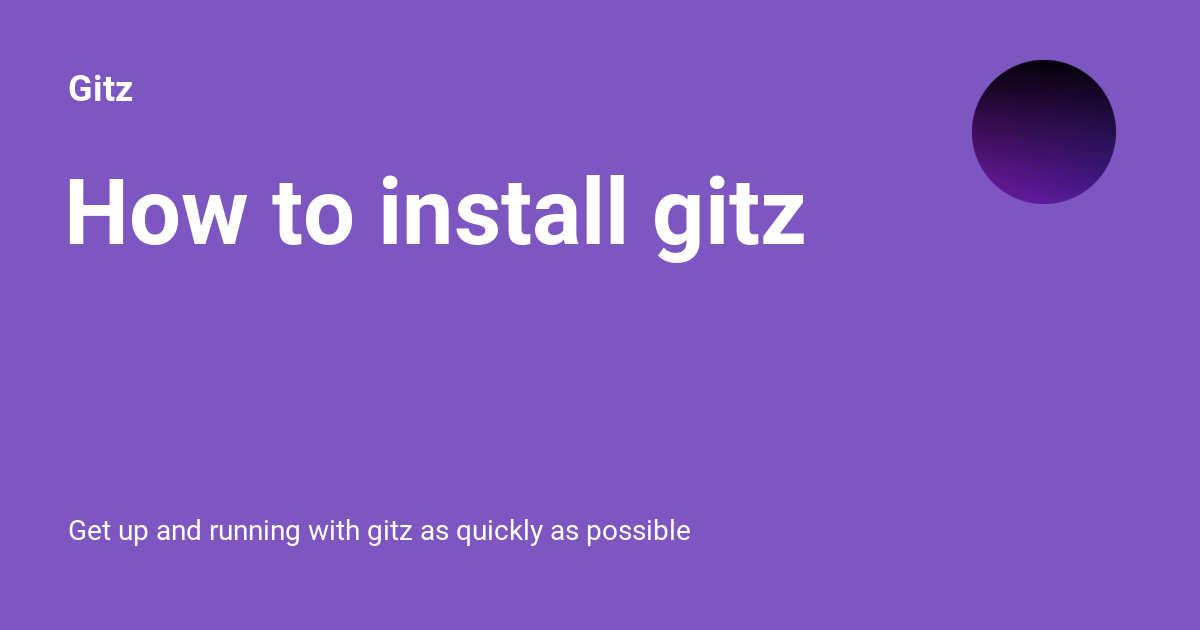 Gitz
How to install gitz
Get up and running with gitz as quickly as possible